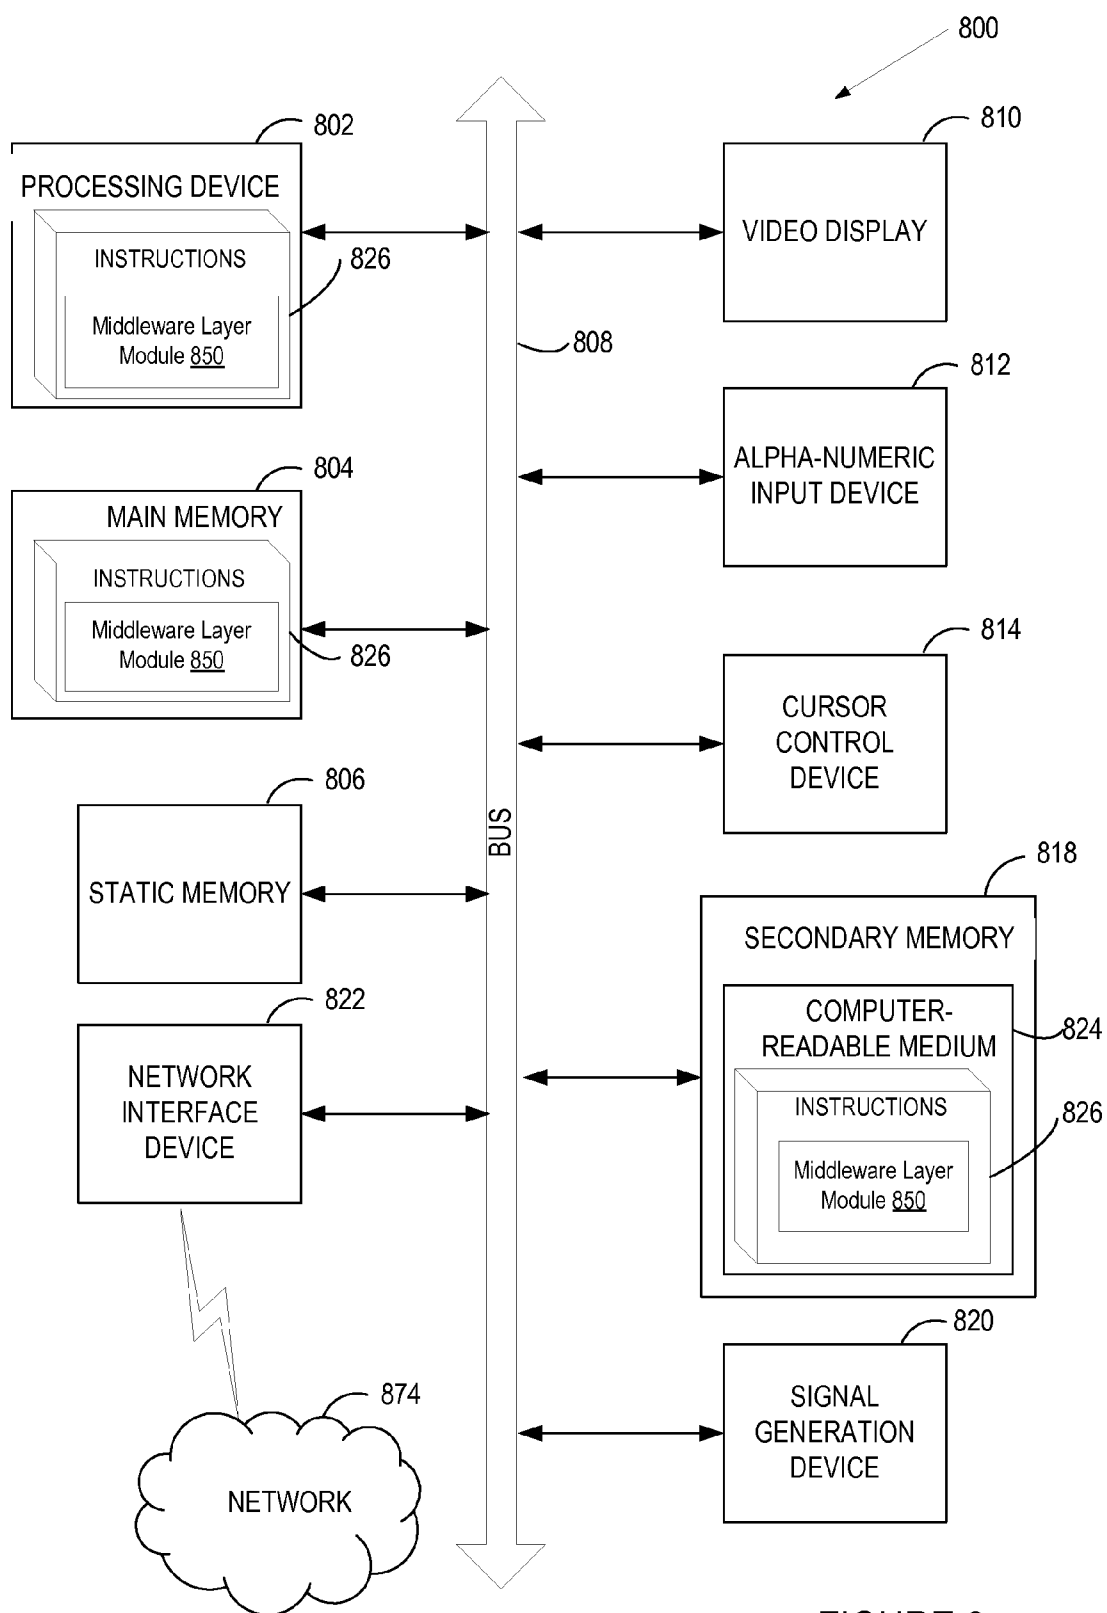 800
802
PROCESSING DEVICE
INSTRUCTIONS
826
Middleware Layer
Module 850
804
MAIN MEMORY
INSTRUCTIONS
Middleware Layer
Module 850
826
806
STATIC MEMORY
822
NETWORK
INTERFACE
DEVICE
874
NETWORK
808
BUS
810
VIDEO DISPLAY
812
ALPHA-NUMERIC
INPUT DEVICE
814
CURSOR
CONTROL
DEVICE
818
SECONDARY MEMORY
COMPUTER-
READABLE MEDIUM
824
INSTRUCTIONS
826
Middleware Layer
Module 850
820
SIGNAL
GENERATION
DEVICE